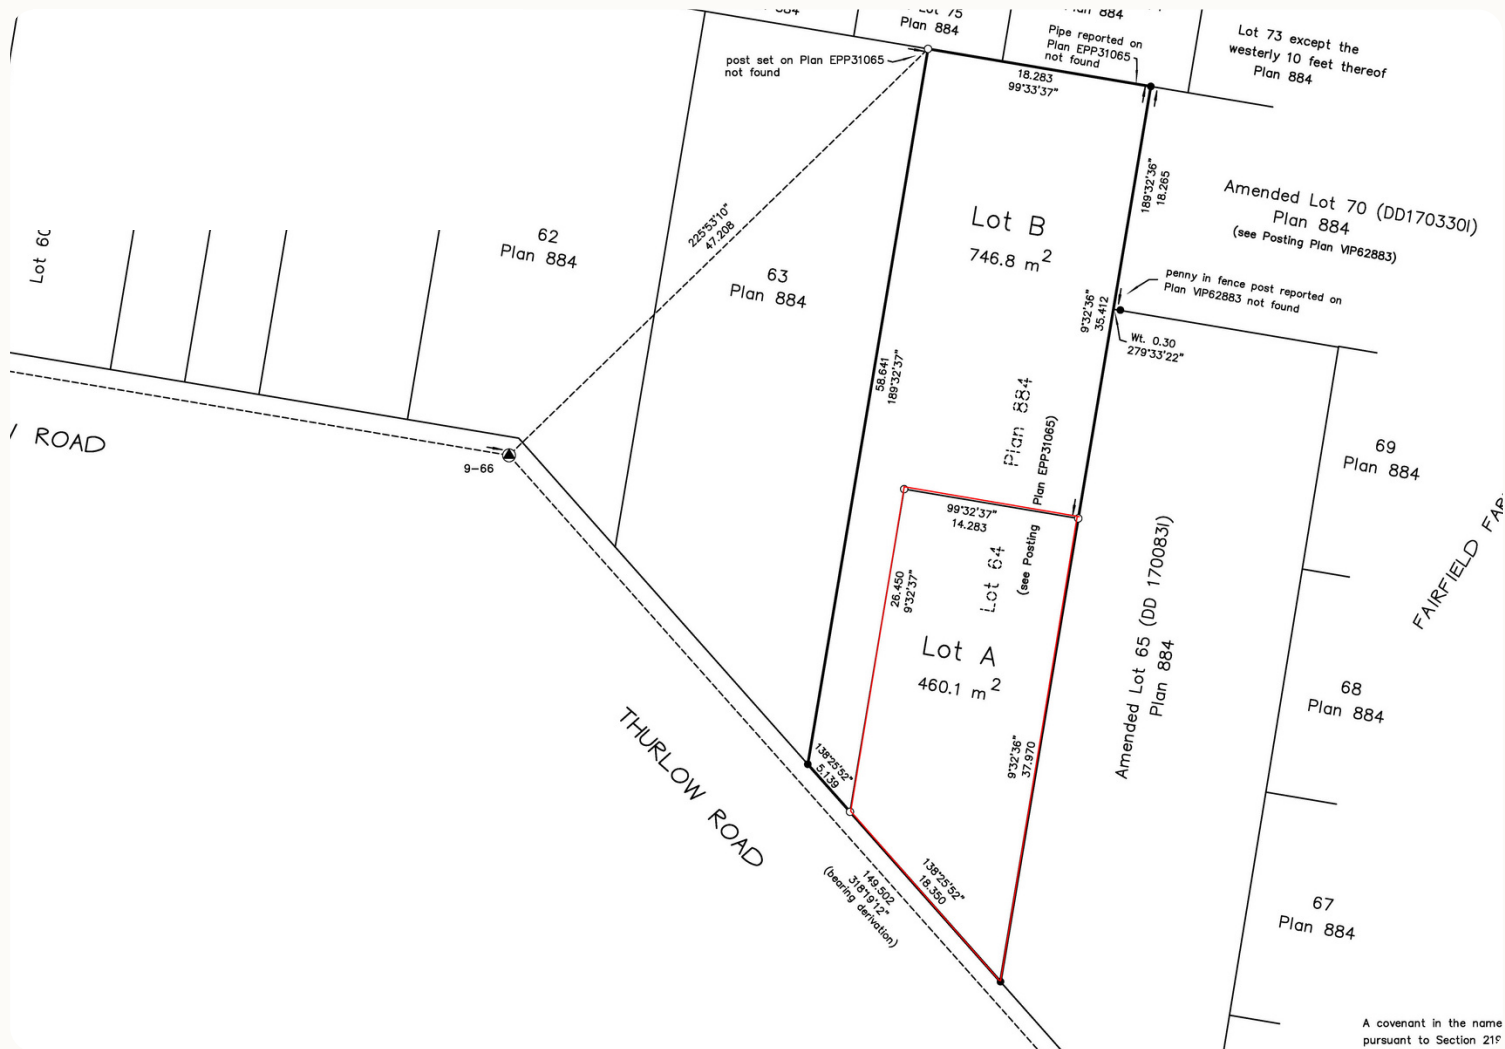 884
Lot 75
Plan 884
Plan 884
Pipe reported on
Plan EPP31065
not found
Lot 73 except the
westerly 10 feet thereof
Plan 884
post set on Plan EPP31065
not found
18.283
99°33'37"
189°32'36"
18.265
Amended Lot 70 (DD170330I)
Plan 884
(see Posting Plan VIP62883)
Lot B
746.8 m²
225°53'10"
47.208
Lot 60
62
Plan 884
63
Plan 884
penny in fence post reported on
Plan VIP62883 not found
9°32'36"
35.412
Wt. 0.30
279°33'22"
58.641
189°32'37"
Plan 884
Lot 64
(see Posting Plan EPP31065)
69
Plan 884
ROAD
9-66
99°32'37"
14.283
26.450
9°32'37"
Lot A
460.1 m²
Amended Lot 65 (DD 170083I)
Plan 884
FAIRFIELD
68
Plan 884
9°32'36"
37.970
138°25'52"
5.139
THURLOW ROAD
138°25'52"
18.350
149.502
318°19'12"
(bearing derivation)
67
Plan 884
A covenant in the name
pursuant to Section 219